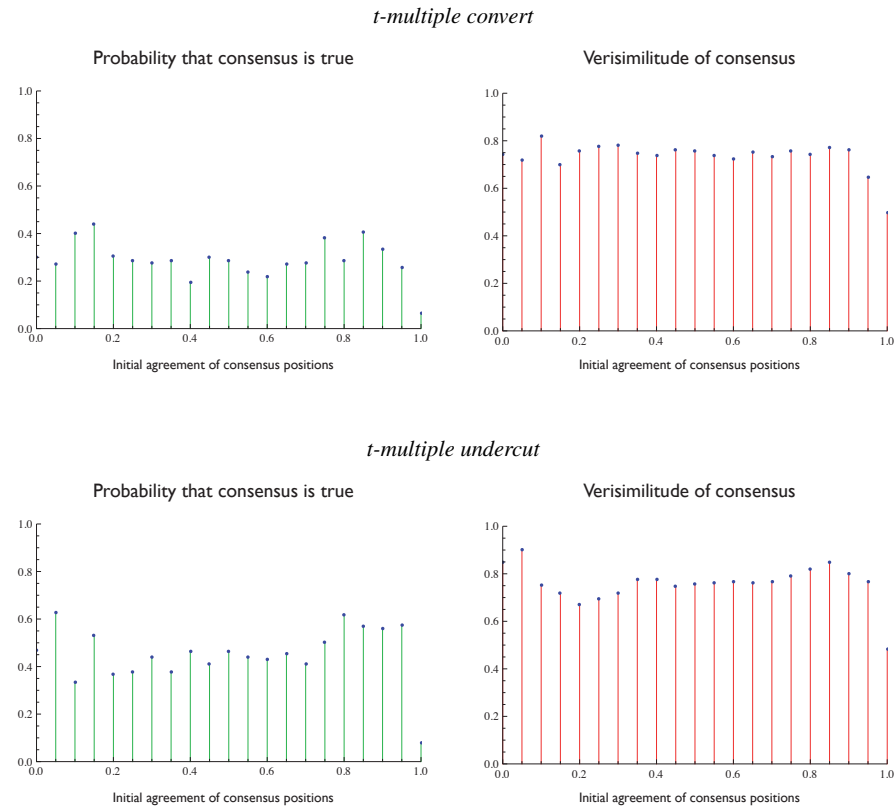 t-multiple convert
Probability that consensus is true
Verisimilitude of consensus
1.0
0.8
0.6
0.4
0.2
0.0
0.0 0.2 0.4 0.6 0.8 1.0
Initial agreement of consensus positions
1.0
0.8
0.6
0.4
0.2
0.0
0.0 0.2 0.4 0.6 0.8 1.0
Initial agreement of consensus positions
t-multiple undercut
Probability that consensus is true
Verisimilitude of consensus
1.0
0.8
0.6
0.4
0.2
0.0
0.0 0.2 0.4 0.6 0.8 1.0
Initial agreement of consensus positions
1.0
0.8
0.6
0.4
0.2
0.0
0.0 0.2 0.4 0.6 0.8 1.0
Initial agreement of consensus positions